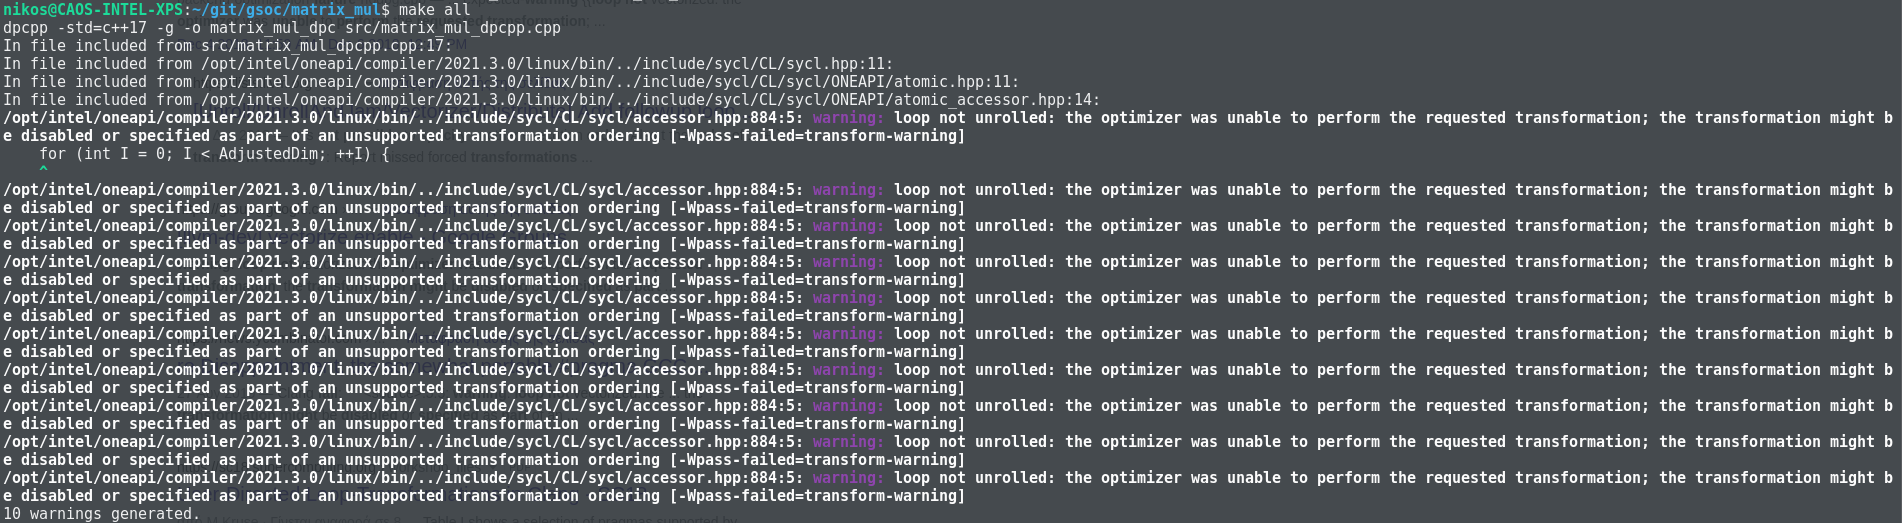 nikos@CAOS-INTEL-XPS:~/git/gsoc/matrix_mul$ make all
dpcpp -std=c++17 -g -o matrix_mul_dpc src/matrix_mul_dpcpp.cpp
In file included from src/matrix_mul_dpcpp.cpp:17:
In file included from /opt/intel/oneapi/compiler/2021.3.0/linux/bin/../include/sycl/CL/sycl.hpp:11:
In file included from /opt/intel/oneapi/compiler/2021.3.0/linux/bin/../include/sycl/CL/sycl/ONEAPI/atomic.hpp:11:
In file included from /opt/intel/oneapi/compiler/2021.3.0/linux/bin/../include/sycl/CL/sycl/ONEAPI/atomic_accessor.hpp:14:
/opt/intel/oneapi/compiler/2021.3.0/linux/bin/../include/sycl/CL/sycl/accessor.hpp:884:5: warning: loop not unrolled: the optimizer was unable to perform the requested transformation; the transformation might b
e disabled or specified as part of an unsupported transformation ordering [-Wpass-failed=transform-warning]
    for (int I = 0; I < AdjustedDim; ++I) {
    ^
/opt/intel/oneapi/compiler/2021.3.0/linux/bin/../include/sycl/CL/sycl/accessor.hpp:884:5: warning: loop not unrolled: the optimizer was unable to perform the requested transformation; the transformation might b
e disabled or specified as part of an unsupported transformation ordering [-Wpass-failed=transform-warning]
/opt/intel/oneapi/compiler/2021.3.0/linux/bin/../include/sycl/CL/sycl/accessor.hpp:884:5: warning: loop not unrolled: the optimizer was unable to perform the requested transformation; the transformation might b
e disabled or specified as part of an unsupported transformation ordering [-Wpass-failed=transform-warning]
/opt/intel/oneapi/compiler/2021.3.0/linux/bin/../include/sycl/CL/sycl/accessor.hpp:884:5: warning: loop not unrolled: the optimizer was unable to perform the requested transformation; the transformation might b
e disabled or specified as part of an unsupported transformation ordering [-Wpass-failed=transform-warning]
/opt/intel/oneapi/compiler/2021.3.0/linux/bin/../include/sycl/CL/sycl/accessor.hpp:884:5: warning: loop not unrolled: the optimizer was unable to perform the requested transformation; the transformation might b
e disabled or specified as part of an unsupported transformation ordering [-Wpass-failed=transform-warning]
/opt/intel/oneapi/compiler/2021.3.0/linux/bin/../include/sycl/CL/sycl/accessor.hpp:884:5: warning: loop not unrolled: the optimizer was unable to perform the requested transformation; the transformation might b
e disabled or specified as part of an unsupported transformation ordering [-Wpass-failed=transform-warning]
/opt/intel/oneapi/compiler/2021.3.0/linux/bin/../include/sycl/CL/sycl/accessor.hpp:884:5: warning: loop not unrolled: the optimizer was unable to perform the requested transformation; the transformation might b
e disabled or specified as part of an unsupported transformation ordering [-Wpass-failed=transform-warning]
/opt/intel/oneapi/compiler/2021.3.0/linux/bin/../include/sycl/CL/sycl/accessor.hpp:884:5: warning: loop not unrolled: the optimizer was unable to perform the requested transformation; the transformation might b
e disabled or specified as part of an unsupported transformation ordering [-Wpass-failed=transform-warning]
/opt/intel/oneapi/compiler/2021.3.0/linux/bin/../include/sycl/CL/sycl/accessor.hpp:884:5: warning: loop not unrolled: the optimizer was unable to perform the requested transformation; the transformation might b
e disabled or specified as part of an unsupported transformation ordering [-Wpass-failed=transform-warning]
/opt/intel/oneapi/compiler/2021.3.0/linux/bin/../include/sycl/CL/sycl/accessor.hpp:884:5: warning: loop not unrolled: the optimizer was unable to perform the requested transformation; the transformation might b
e disabled or specified as part of an unsupported transformation ordering [-Wpass-failed=transform-warning]
10 warnings generated.